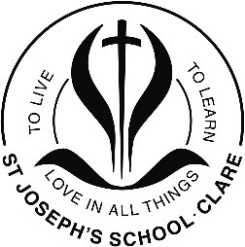 TO LIVE
TO LEARN
LOVE IN ALL THINGS
ST JOSEPH'S SCHOOL · CLARE